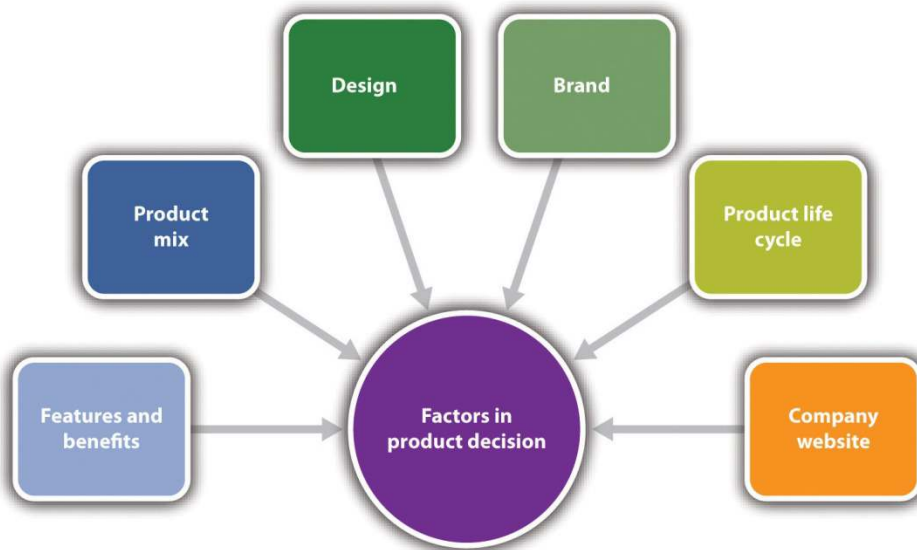 Design
Brand
Product
mix
Product life
cycle
Features and
benefits
Factors in
product decision
Company
website